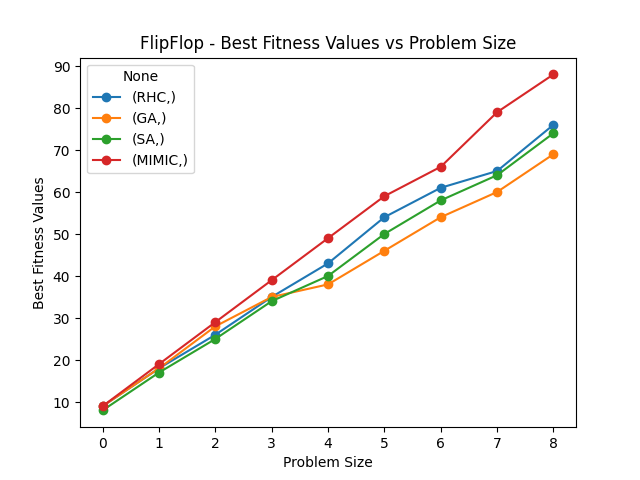 FlipFlop - Best Fitness Values vs Problem Size
None
(RHC,)
(GA,)
(SA,)
(MIMIC,)
Best Fitness Values
90
80
70
60
50
40
30
20
10
0 1 2 3 4 5 6 7 8
Problem Size